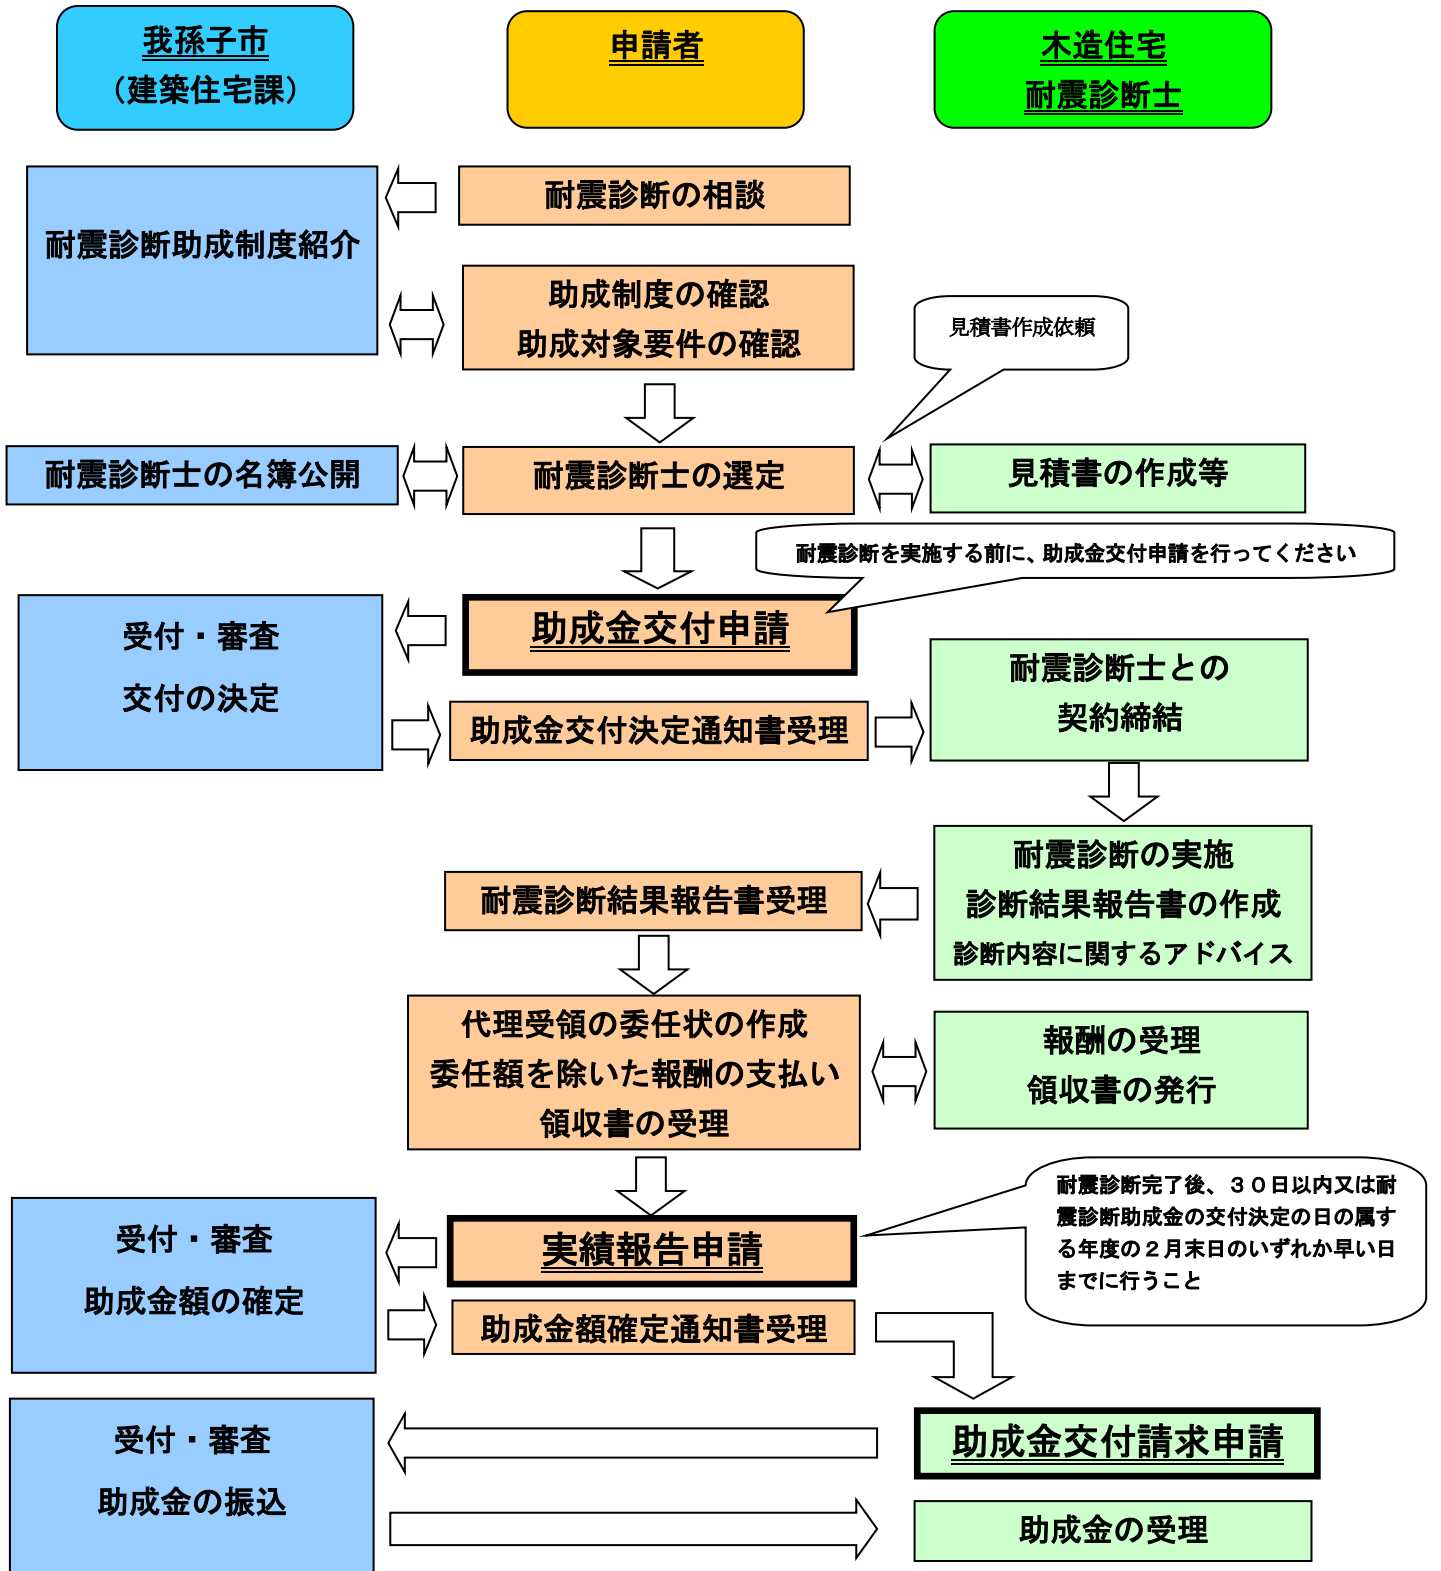 我孫子市
（建築住宅課）
申請者
木造住宅
耐震診断士
耐震診断の相談
耐震診断助成制度紹介
助成制度の確認
助成対象要件の確認
見積書作成依頼
耐震診断士の名簿公開
耐震診断士の選定
見積書の作成等
耐震診断を実施する前に、助成金交付申請を行ってください
受付・審査
交付の決定
助成金交付申請
耐震診断士との
契約締結
助成金交付決定通知書受理
耐震診断の実施
診断結果報告書の作成
診断内容に関するアドバイス
耐震診断結果報告書受理
代理受領の委任状の作成
委任額を除いた報酬の支払い
領収書の受理
報酬の受理
領収書の発行
耐震診断完了後、３０日以内又は耐
震診断助成金の交付決定の日の属す
る年度の２月末日のいずれか早い日
までに行うこと
受付・審査
助成金額の確定
実績報告申請
助成金額確定通知書受理
受付・審査
助成金の振込
助成金交付請求申請
助成金の受理